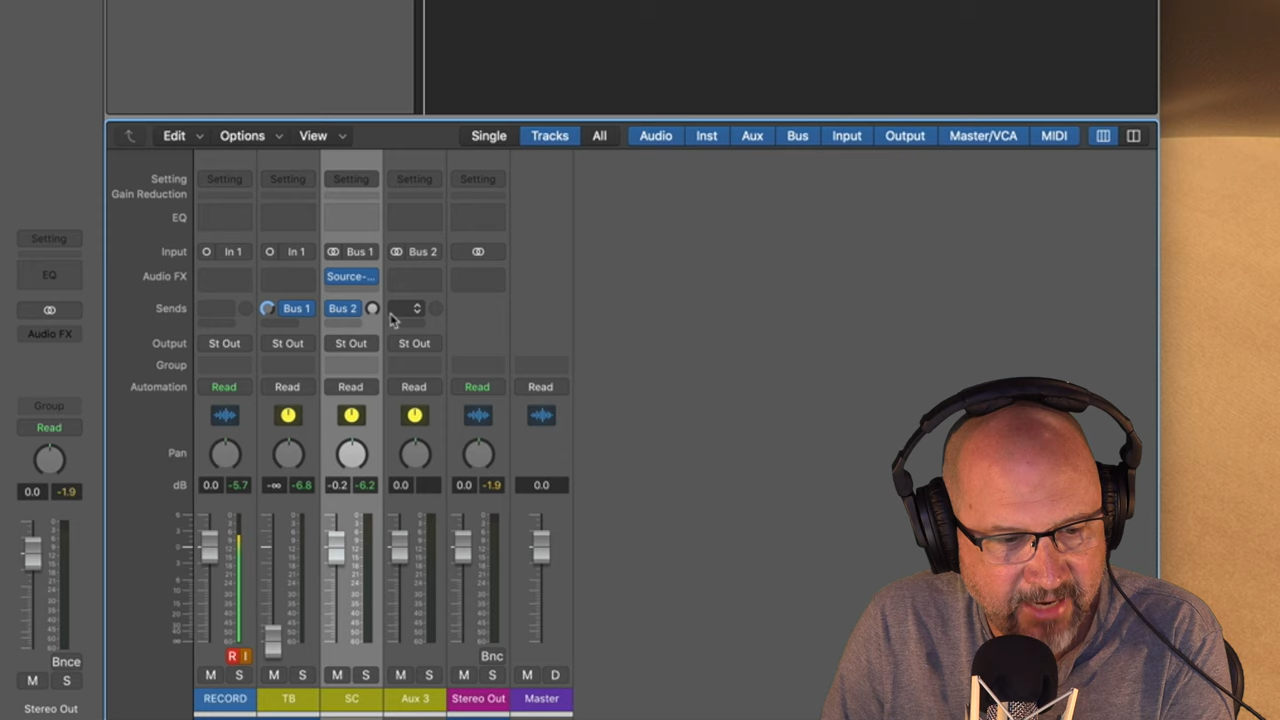 Edit Options View Single Tracks All Audio Inst Aux Bus Input Output Master/VCA MIDI
Setting Setting Setting Setting Setting Setting
Gain Reduction
EQ
Input In 1 In 1 Bus 1 Bus 2
Audio FX Source-...
Sends Bus 1 Bus 2
Output St Out St Out St Out St Out
Group
Automation Read Read Read Read Read Read
Pan
dB 0.0 -5.7 -∞ -6.8 -0.2 -6.2 0.0 0.0 -1.9 0.0
R I Bnc
M S M S M S M S M S M D
RECORD TB SC Aux 3 Stereo Out Master
Setting
EQ
Audio FX
Group
Read
0.0 -1.9
Bnce
M S
Stereo Out